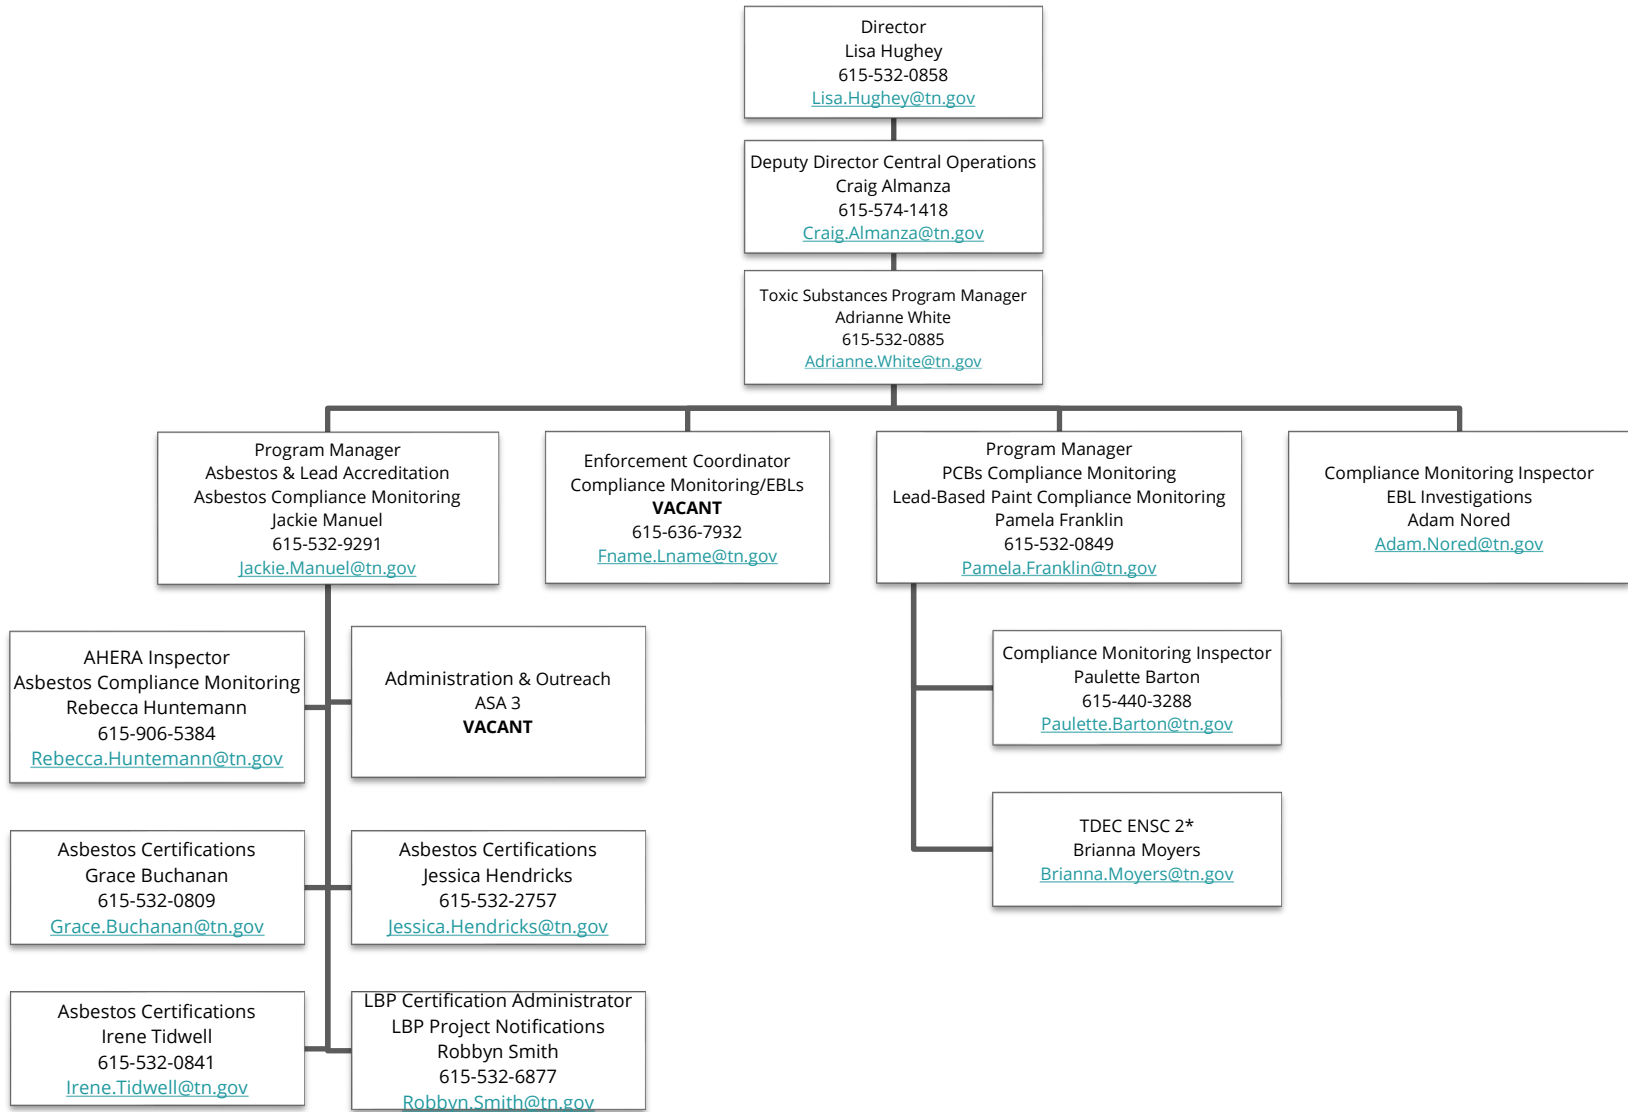 Director
Lisa Hughey
615-532-0858
Lisa.Hughey@tn.gov
Deputy Director Central Operations
Craig Almanza
615-574-1418
Craig.Almanza@tn.gov
Toxic Substances Program Manager
Adrianne White
615-532-0885
Adrianne.White@tn.gov
Program Manager
Asbestos & Lead Accreditation
Asbestos Compliance Monitoring
Jackie Manuel
615-532-9291
Jackie.Manuel@tn.gov
Enforcement Coordinator
Compliance Monitoring/EBLs
VACANT
615-636-7932
Fname.Lname@tn.gov
Program Manager
PCBs Compliance Monitoring
Lead-Based Paint Compliance Monitoring
Pamela Franklin
615-532-0849
Pamela.Franklin@tn.gov
Compliance Monitoring Inspector
EBL Investigations
Adam Nored
Adam.Nored@tn.gov
AHERA Inspector
Asbestos Compliance Monitoring
Rebecca Huntemann
615-906-5384
Rebecca.Huntemann@tn.gov
Administration & Outreach
ASA 3
VACANT
Compliance Monitoring Inspector
Paulette Barton
615-440-3288
Paulette.Barton@tn.gov
TDEC ENSC 2*
Brianna Moyers
Brianna.Moyers@tn.gov
Asbestos Certifications
Grace Buchanan
615-532-0809
Grace.Buchanan@tn.gov
Asbestos Certifications
Jessica Hendricks
615-532-2757
Jessica.Hendricks@tn.gov
Asbestos Certifications
Irene Tidwell
615-532-0841
Irene.Tidwell@tn.gov
LBP Certification Administrator
LBP Project Notifications
Robbyn Smith
615-532-6877
Robbyn.Smith@tn.gov